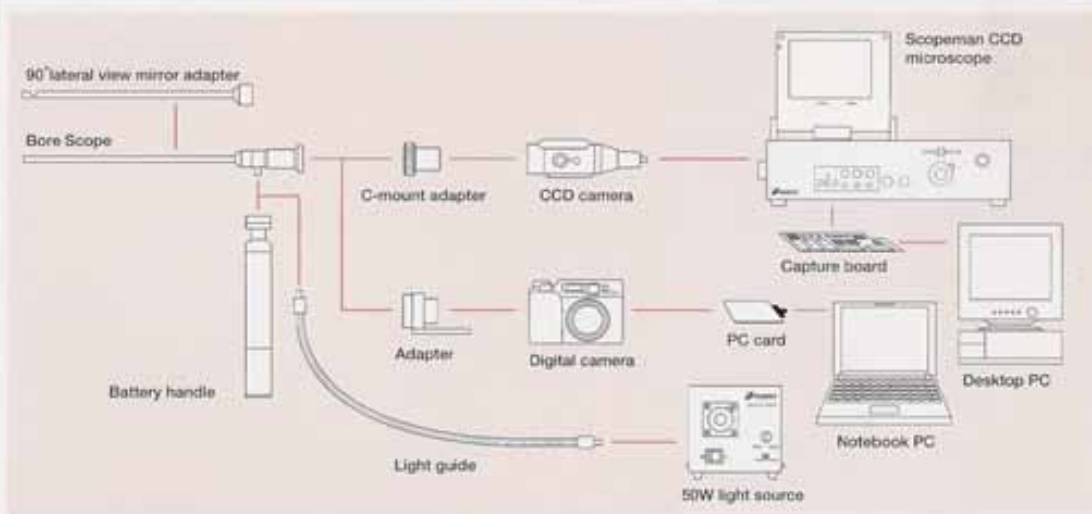 90°lateral view mirror adapter
Bore Scope
C-mount adapter
CCD camera
Scopeman CCD
microscope
Capture board
Adapter
Digital camera
PC card
Desktop PC
Battery handle
Notebook PC
Light guide
50W light source